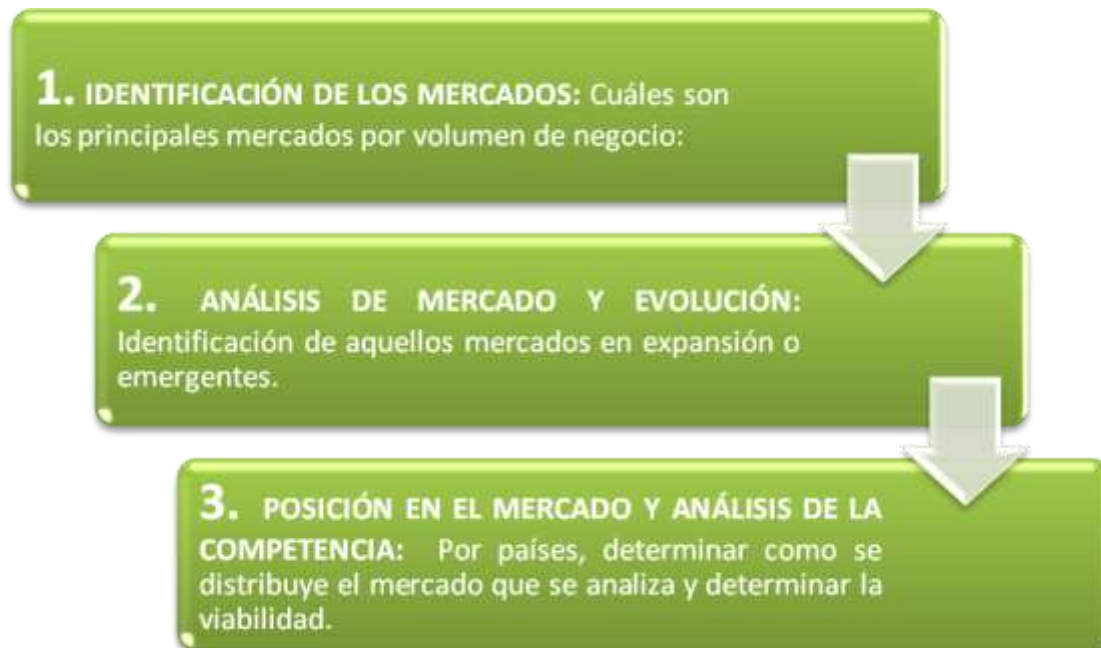 1. IDENTIFICACIÓN DE LOS MERCADOS: Cuáles son
los principales mercados por volumen de negocio:
2. ANÁLISIS DE MERCADO Y EVOLUCIÓN:
Identificación de aquellos mercados en expansión o
emergentes.
3. POSICIÓN EN EL MERCADO Y ANÁLISIS DE LA
COMPETENCIA: Por países, determinar como se
distribuye el mercado que se analiza y determinar la
viabilidad.